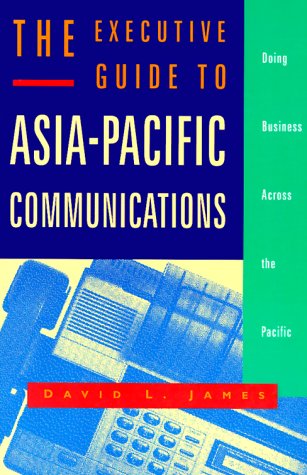 THE EXECUTIVE
GUIDE TO
ASIA-PACIFIC
COMMUNICATIONS
Doing
Business
Across
the
Pacific
DAVID L. JAMES